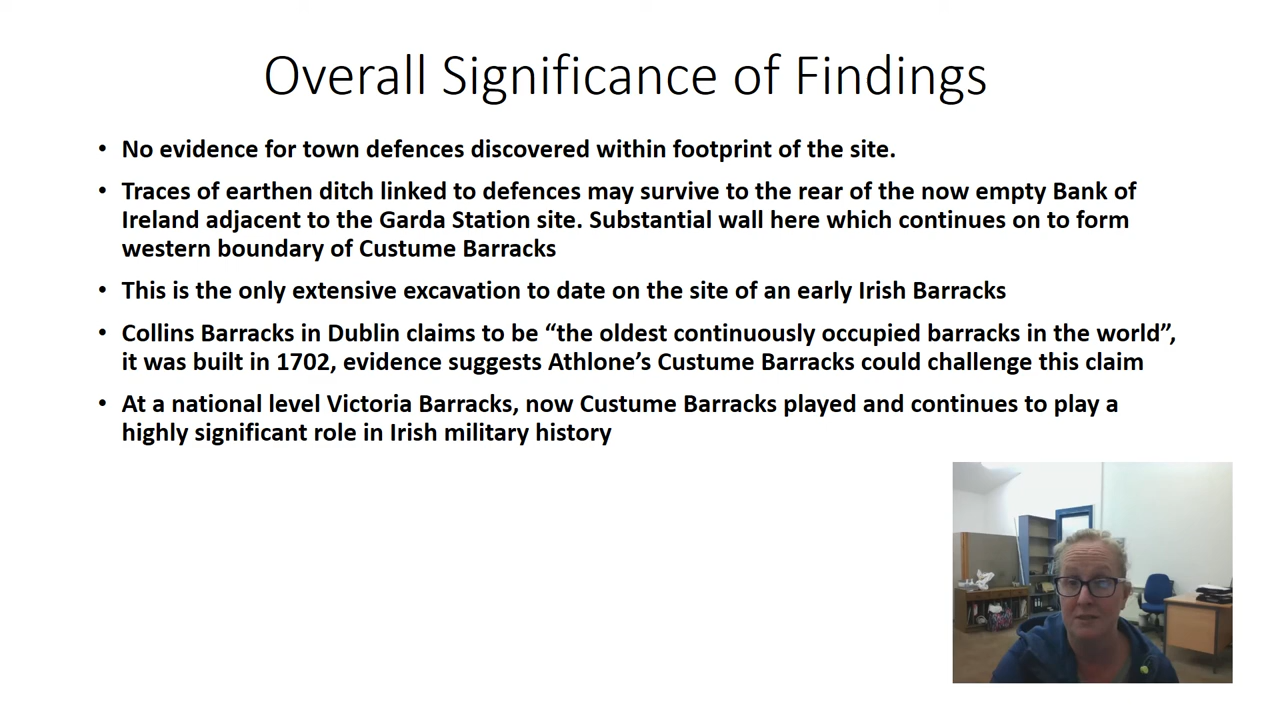 Overall Significance of Findings
• No evidence for town defences discovered within footprint of the site.
• Traces of earthen ditch linked to defences may survive to the rear of the now empty Bank of
Ireland adjacent to the Garda Station site. Substantial wall here which continues on to form
western boundary of Custume Barracks
• This is the only extensive excavation to date on the site of an early Irish Barracks
• Collins Barracks in Dublin claims to be “the oldest continuously occupied barracks in the world”,
it was built in 1702, evidence suggests Athlone’s Custume Barracks could challenge this claim
• At a national level Victoria Barracks, now Custume Barracks played and continues to play a
highly significant role in Irish military history